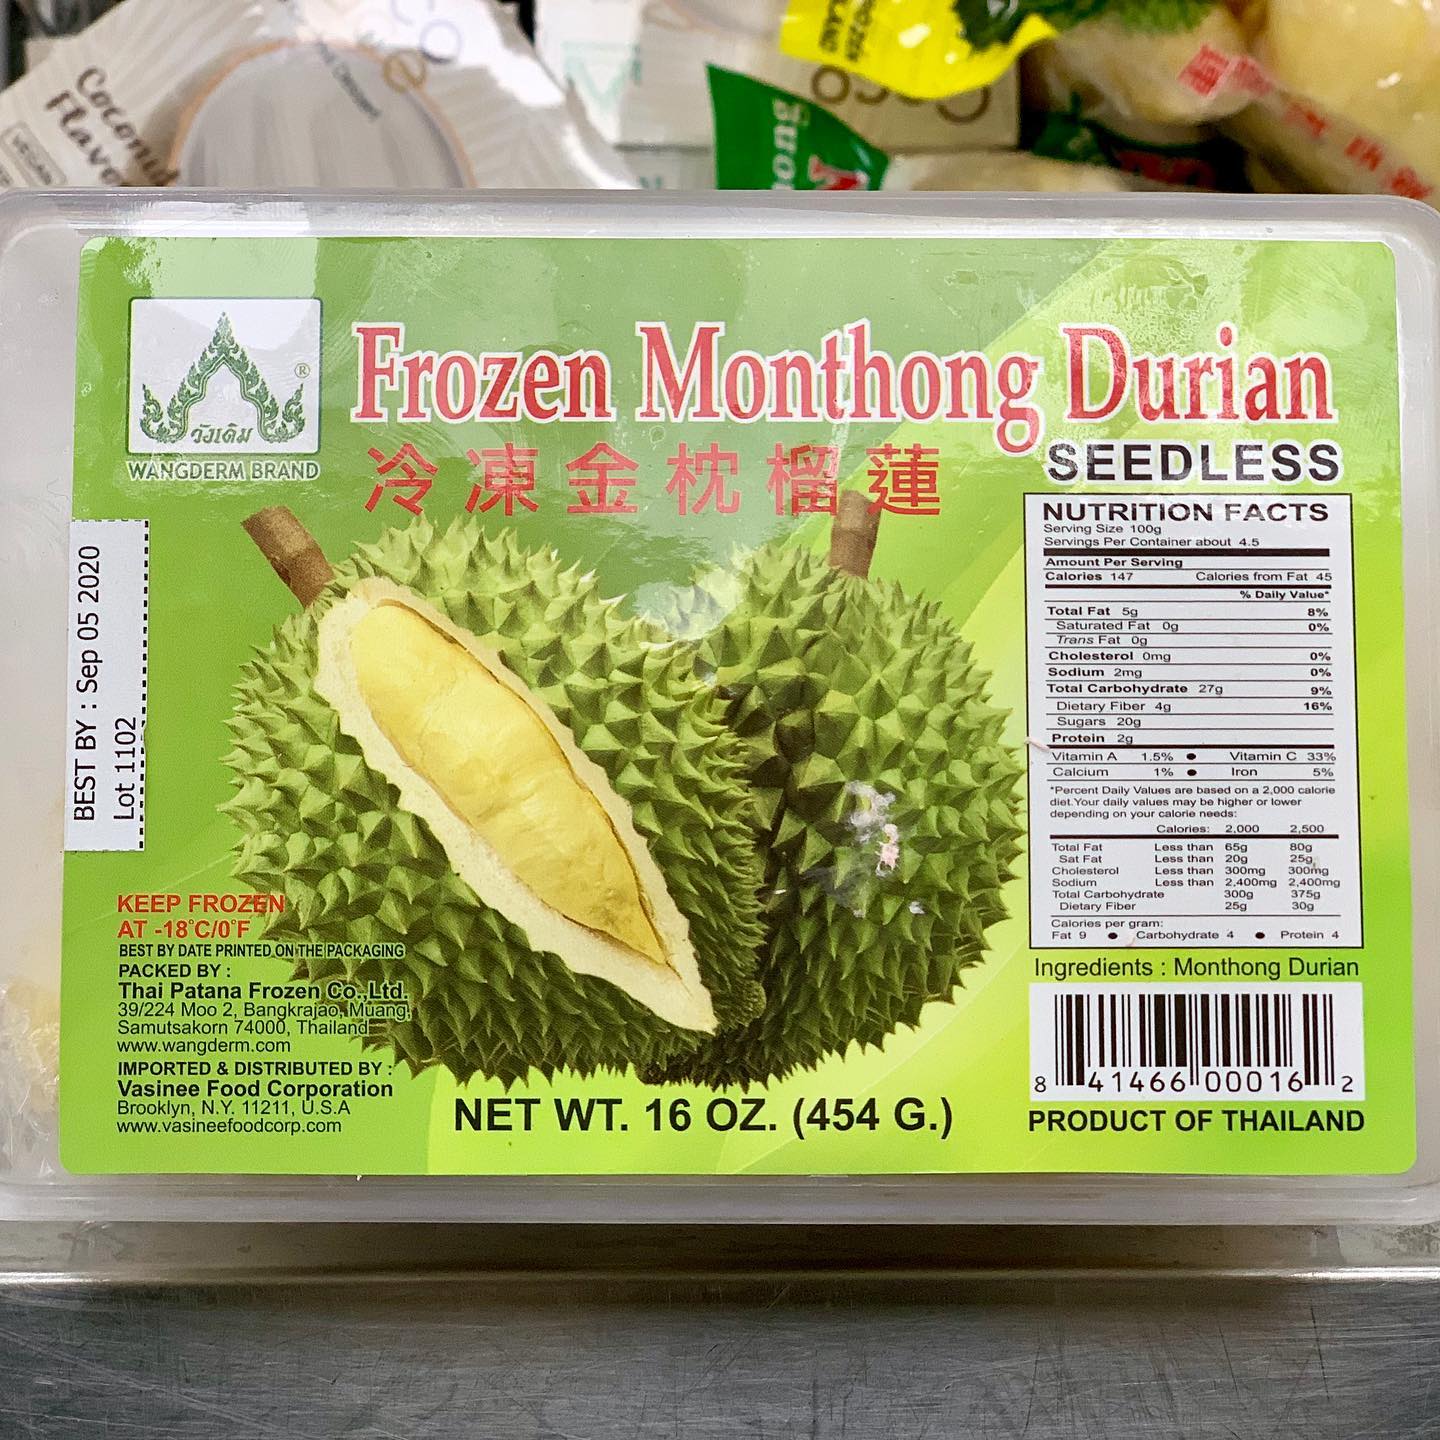 Coconut
Flavo
VEGAN
Coco
วังเดิม
®
WANGDERM BRAND
Frozen Monthong Durian
冷凍金枕榴蓮
SEEDLESS
BEST BY : Sep 05 2020
Lot 1102
NUTRITION FACTS
Serving Size 100g
Servings Per Container about 4.5
Amount Per Serving
Calories 147 Calories from Fat 45
% Daily Value*
Total Fat 5g 8%
Saturated Fat 0g 0%
Trans Fat 0g
Cholesterol 0mg 0%
Sodium 2mg 0%
Total Carbohydrate 27g 9%
Dietary Fiber 4g 16%
Sugars 20g
Protein 2g
Vitamin A 1.5% ● Vitamin C 33%
Calcium 1% ● Iron 5%
*Percent Daily Values are based on a 2,000 calorie
diet.Your daily values may be higher or lower
depending on your calorie needs:
Calories: 2,000 2,500
Total Fat Less than 65g 80g
Sat Fat Less than 20g 25g
Cholesterol Less than 300mg 300mg
Sodium Less than 2,400mg 2,400mg
Total Carbohydrate 300g 375g
Dietary Fiber 25g 30g
Calories per gram:
Fat 9 ● Carbohydrate 4 ● Protein 4
Ingredients : Monthong Durian
8 41466 00016 2
PRODUCT OF THAILAND
KEEP FROZEN
AT -18°C/0°F
BEST BY DATE PRINTED ON THE PACKAGING
PACKED BY :
Thai Patana Frozen Co.,Ltd.
39/224 Moo 2, Bangkrajao, Muang,
Samutsakorn 74000, Thailand
www.wangderm.com
IMPORTED & DISTRIBUTED BY :
Vasinee Food Corporation
Brooklyn, N.Y. 11211, U.S.A
www.vasineefoodcorp.com
NET WT. 16 OZ. (454 G.)